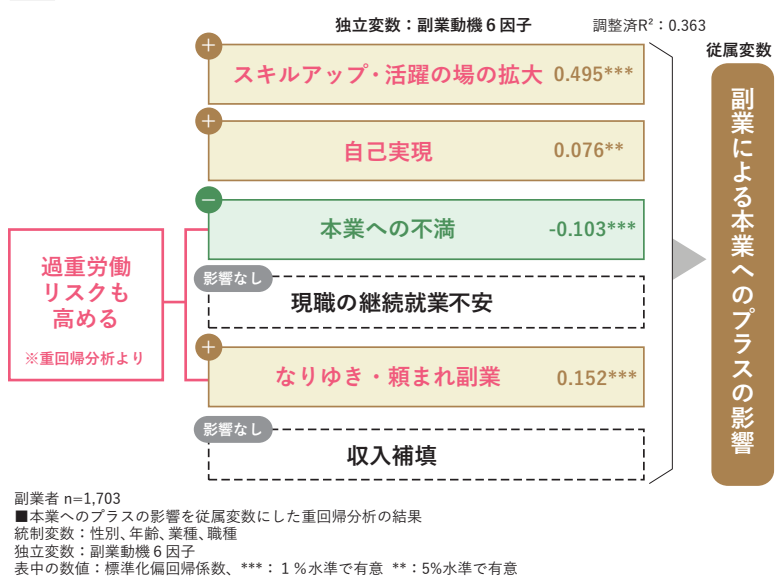 独立変数：副業動機６因子
調整済R²：0.363
従属変数
＋
スキルアップ・活躍の場の拡大 0.495***
＋
自己実現 0.076**
−
本業への不満 -0.103***
影響なし
現職の継続就業不安
＋
なりゆき・頼まれ副業 0.152***
影響なし
収入補填
過重労働
リスクも
高める
※重回帰分析より
副業による本業へのプラスの影響
副業者 n=1,703
■本業へのプラスの影響を従属変数にした重回帰分析の結果
統制変数：性別、年齢、業種、職種
独立変数：副業動機６因子
表中の数値：標準化偏回帰係数、***：１％水準で有意 **：5%水準で有意